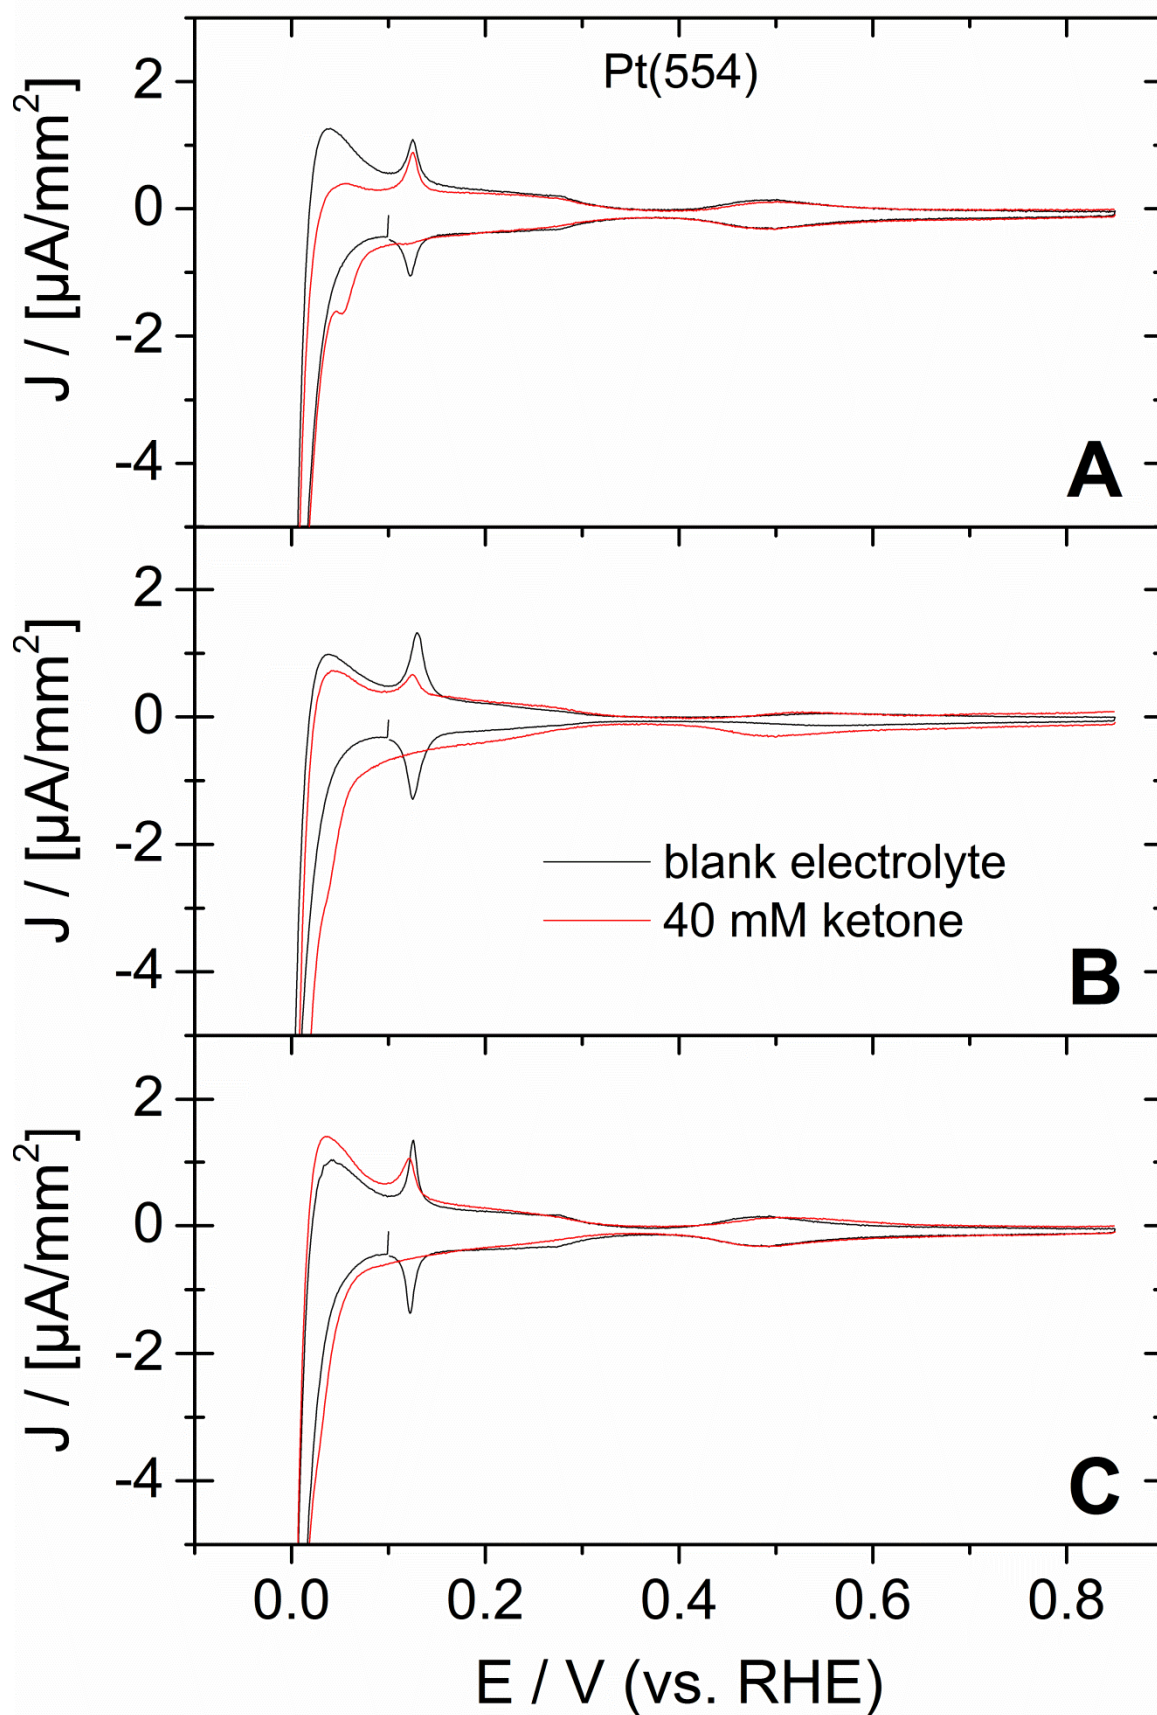 Pt(554)
2
0
-2
-4
J / [µA/mm²]
A
2
0
-2
-4
J / [µA/mm²]
blank electrolyte
40 mM ketone
B
2
0
-2
-4
J / [µA/mm²]
C
0.0 0.2 0.4 0.6 0.8
E / V (vs. RHE)